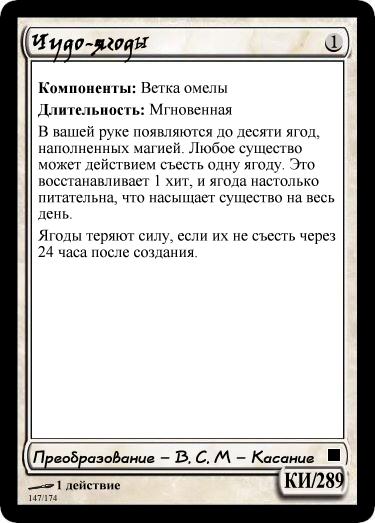 Чудо-ягоды
1
Компоненты: Ветка омелы
Длительность: Мгновенная
В вашей руке появляются до десяти ягод,
наполненных магией. Любое существо
может действием съесть одну ягоду. Это
восстанавливает 1 хит, и ягода настолько
питательна, что насыщает существо на весь
день.
Ягоды теряют силу, если их не съесть через
24 часа после создания.
Преобразование – В, С, М – Касание
КИ/289
1 действие
147/174